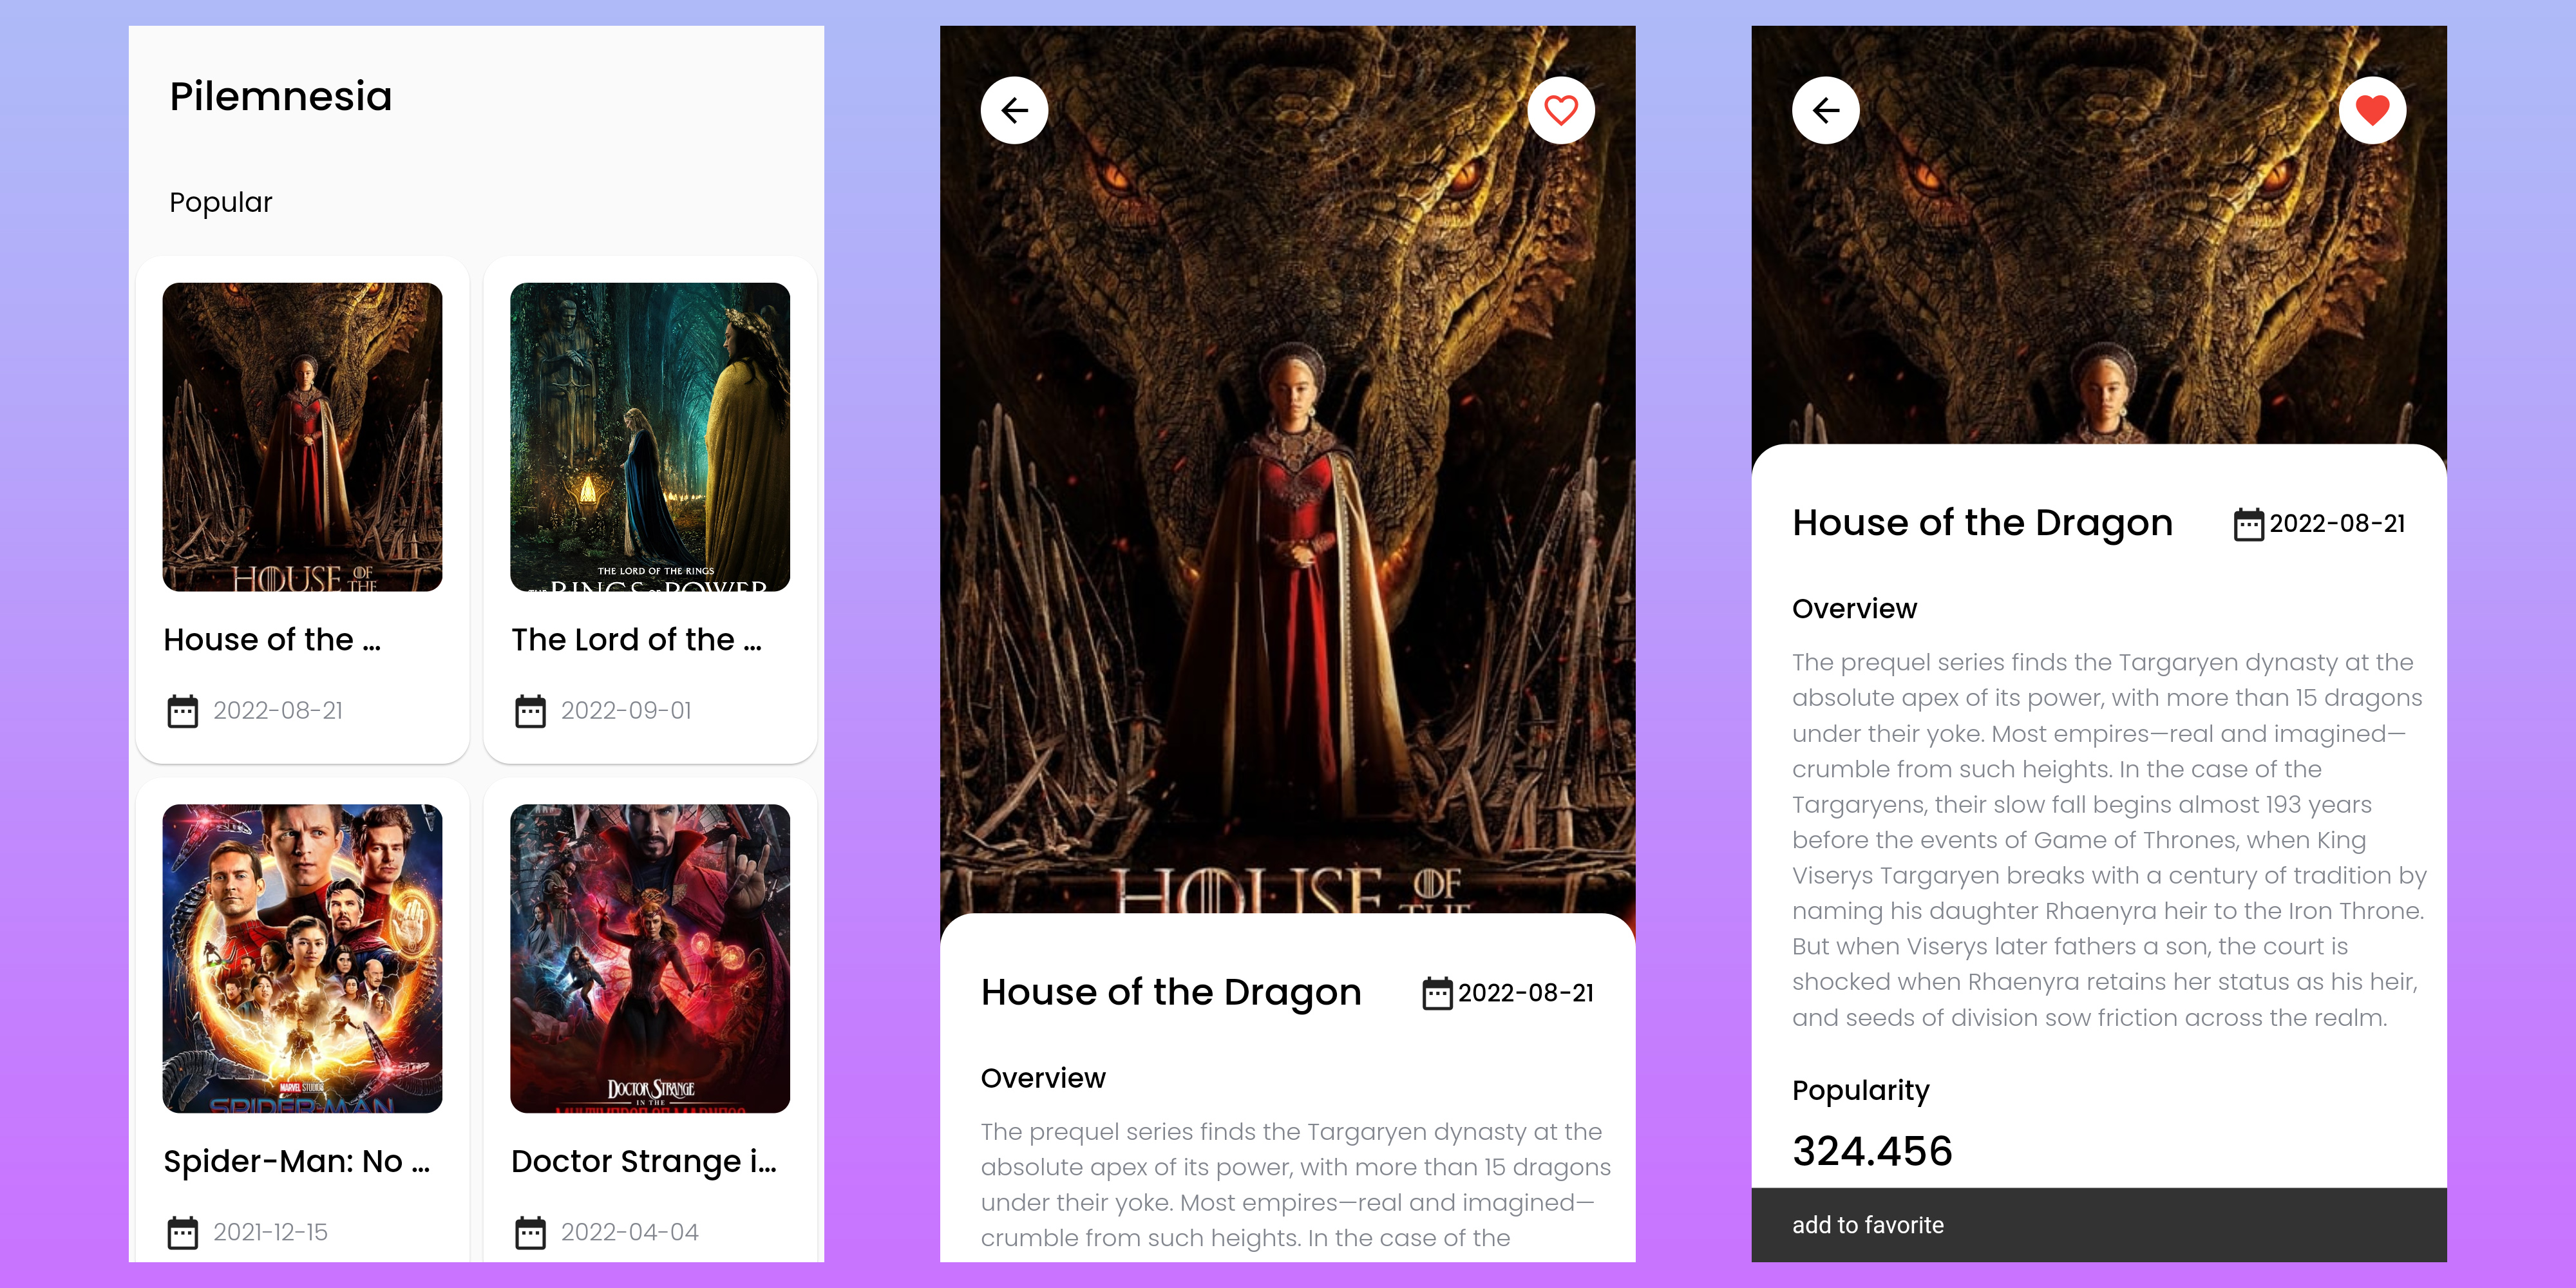 Pilemnesia
Popular
HOUSE OF
THE
House of the ...
2022-08-21
THE LORD OF THE RINGS
THE RINGS OF POWER
The Lord of the ...
2022-09-01
MARVEL STUDIOS
SPIDER-MAN
Spider-Man: No ...
2021-12-15
DOCTOR STRANGE
IN THE
MULTIVERSE OF MADNESS
Doctor Strange i...
2022-04-04
HOUSE OF
THE
House of the Dragon
2022-08-21
Overview
The prequel series finds the Targaryen dynasty at the
absolute apex of its power, with more than 15 dragons
under their yoke. Most empires—real and imagined—
crumble from such heights. In the case of the
House of the Dragon
2022-08-21
Overview
The prequel series finds the Targaryen dynasty at the
absolute apex of its power, with more than 15 dragons
under their yoke. Most empires—real and imagined—
crumble from such heights. In the case of the
Targaryens, their slow fall begins almost 193 years
before the events of Game of Thrones, when King
Viserys Targaryen breaks with a century of tradition by
naming his daughter Rhaenyra heir to the Iron Throne.
But when Viserys later fathers a son, the court is
shocked when Rhaenyra retains her status as his heir,
and seeds of division sow friction across the realm.
Popularity
324.456
add to favorite